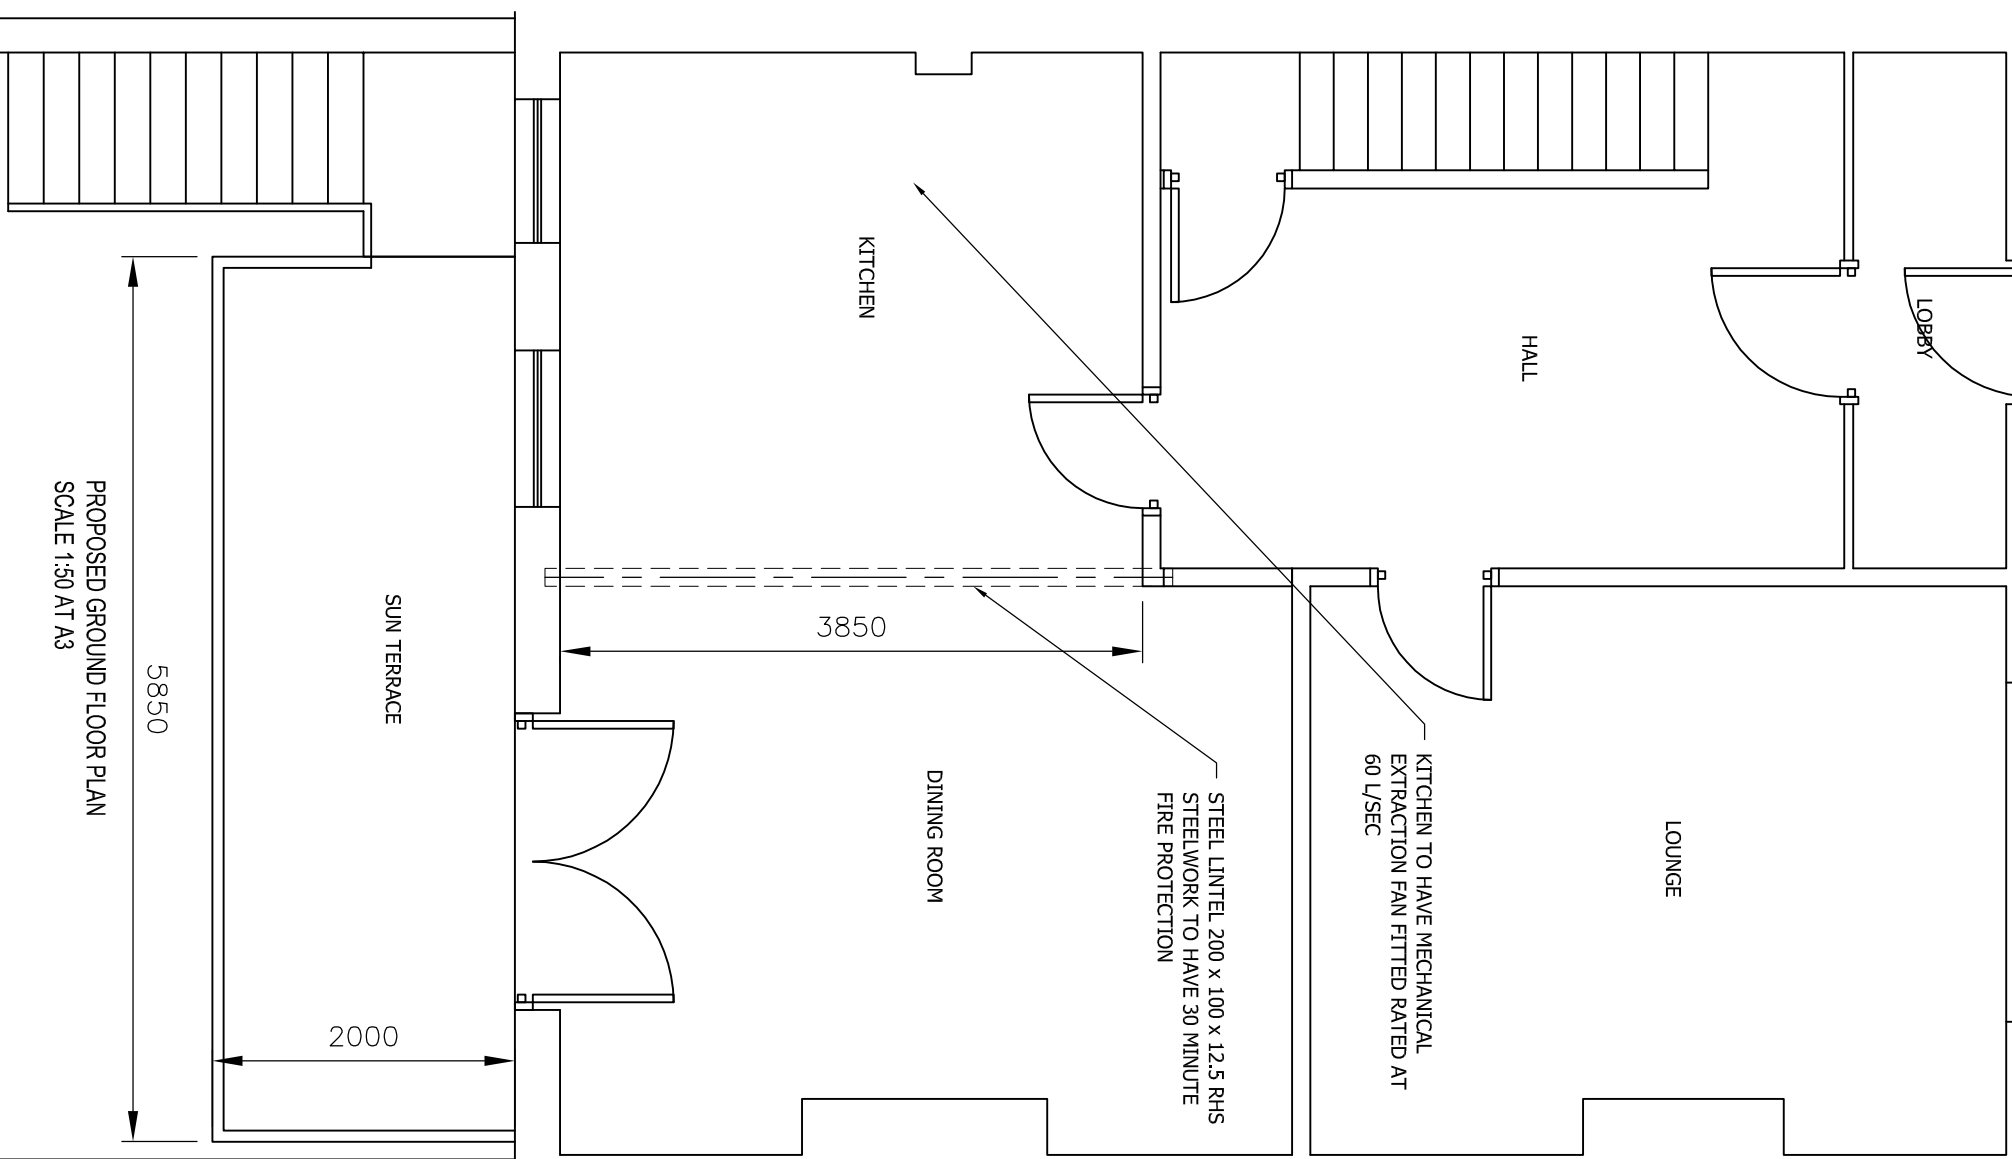 LOBBY
HALL
KITCHEN
LOUNGE
KITCHEN TO HAVE MECHANICAL
EXTRACTION FAN FITTED RATED AT
60 L/SEC
STEEL LINTEL 200 x 100 x 12.5 RHS
STEELWORK TO HAVE 30 MINUTE
FIRE PROTECTION
DINING ROOM
3850
SUN TERRACE
2000
5850
PROPOSED GROUND FLOOR PLAN
SCALE 1:50 AT A3